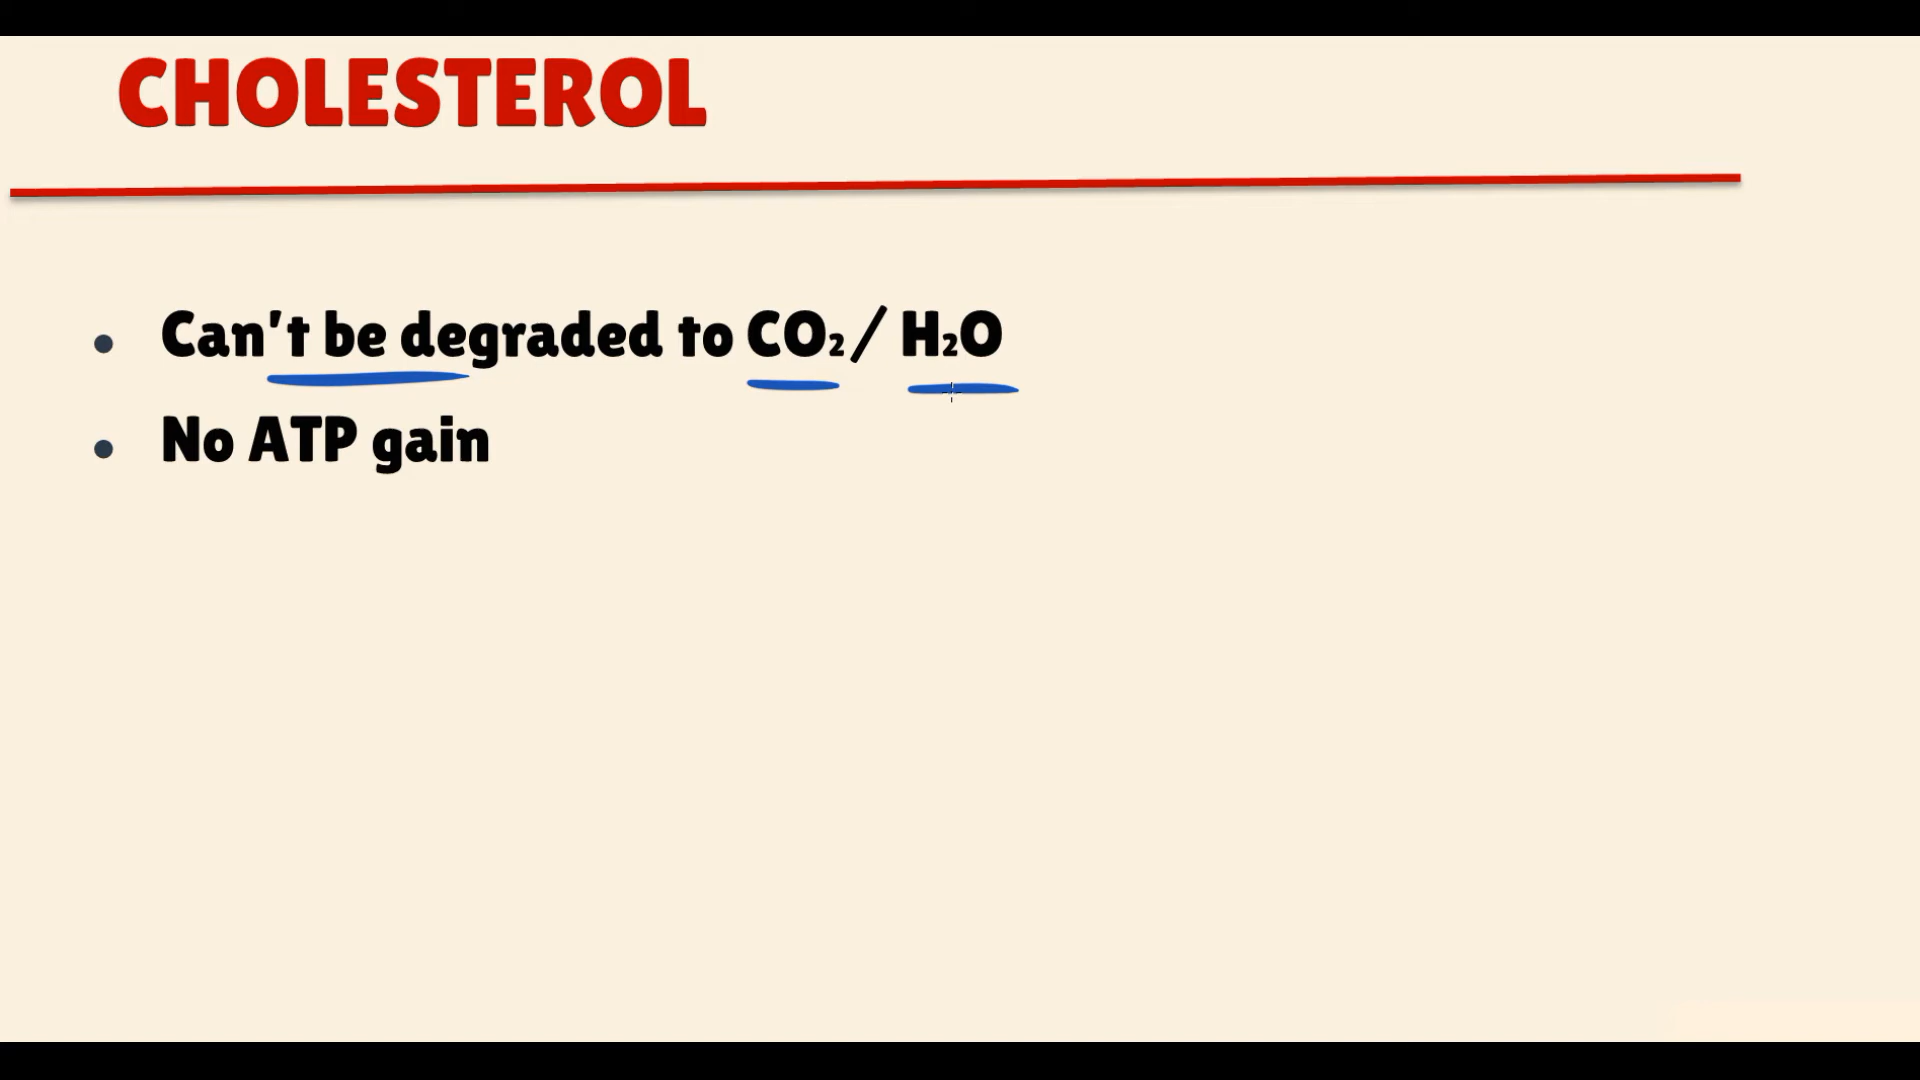 CHOLESTEROL
• Can't be degraded to CO₂/ H₂O
• No ATP gain